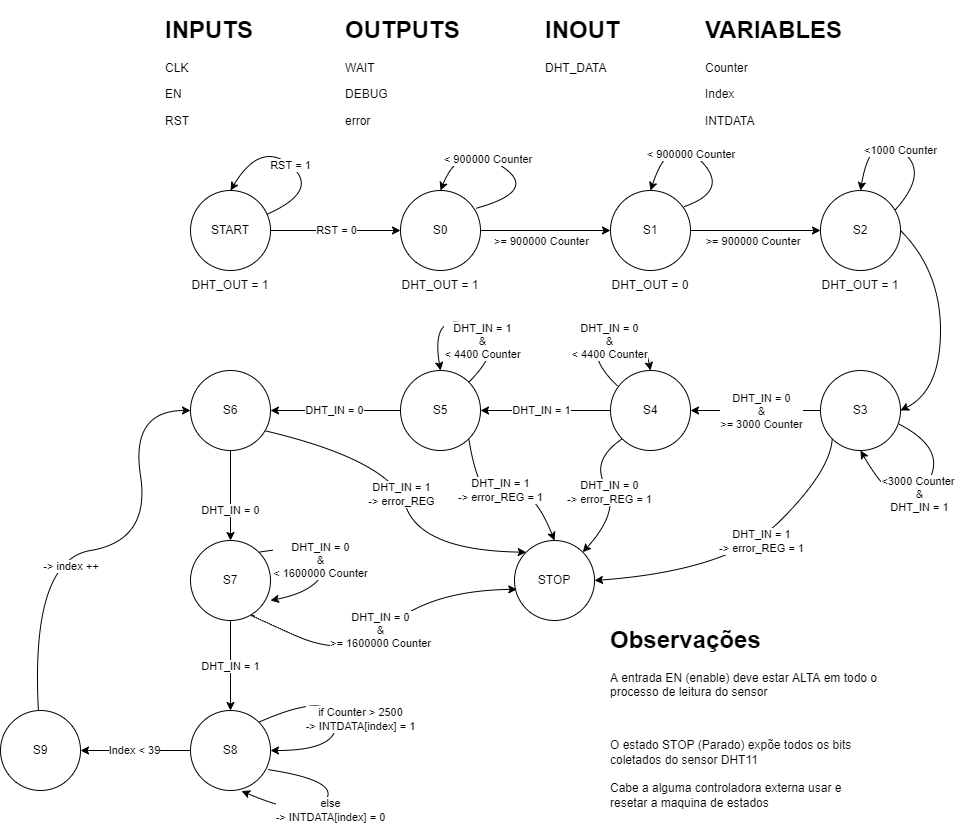 INPUTS
OUTPUTS
INOUT
VARIABLES
CLK
WAIT
DHT_DATA
Counter
EN
DEBUG
Index
RST
error
INTDATA
RST = 1
< 900000 Counter
< 900000 Counter
<1000 Counter
START
RST = 0
S0
>= 900000 Counter
S1
>= 900000 Counter
S2
DHT_OUT = 1
DHT_OUT = 1
DHT_OUT = 0
DHT_OUT = 1
DHT_IN = 1
&
< 4400 Counter
DHT_IN = 0
&
< 4400 Counter
S6
DHT_IN = 0
S5
DHT_IN = 1
S4
DHT_IN = 0
&
>= 3000 Counter
S3
<3000 Counter
&
DHT_IN = 1
DHT_IN = 1
-> error_REG
DHT_IN = 1
-> error_REG = 1
DHT_IN = 0
-> error_REG = 1
DHT_IN = 1
-> error_REG = 1
DHT_IN = 0
-> index ++
S7
DHT_IN = 0
&
< 1600000 Counter
STOP
DHT_IN = 0
&
>= 1600000 Counter
DHT_IN = 1
Observações
A entrada EN (enable) deve estar ALTA em todo o
processo de leitura do sensor
if Counter > 2500
-> INTDATA[index] = 1
S9
Index < 39
S8
else
-> INTDATA[index] = 0
O estado STOP (Parado) expõe todos os bits
coletados do sensor DHT11
Cabe a alguma controladora externa usar e
resetar a maquina de estados